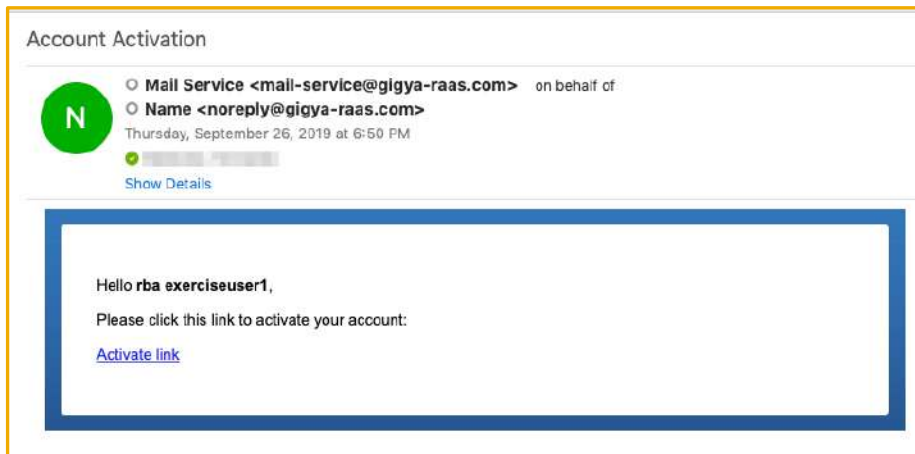 Account Activation
N
Mail Service <mail-service@gigya-raas.com> on behalf of
Name <noreply@gigya-raas.com>
Thursday, September 26, 2019 at 6:50 PM
Show Details
Hello rba exerciseuser1,
Please click this link to activate your account:
Activate link